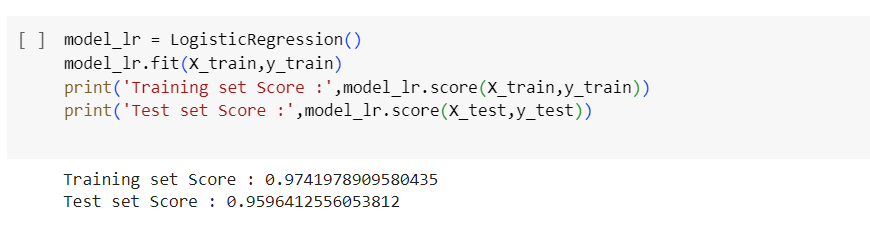 [ ] model_lr = LogisticRegression()
model_lr.fit(X_train,y_train)
print('Training set Score :',model_lr.score(X_train,y_train))
print('Test set Score :',model_lr.score(X_test,y_test))
Training set Score : 0.9741978909580435
Test set Score : 0.9596412556053812